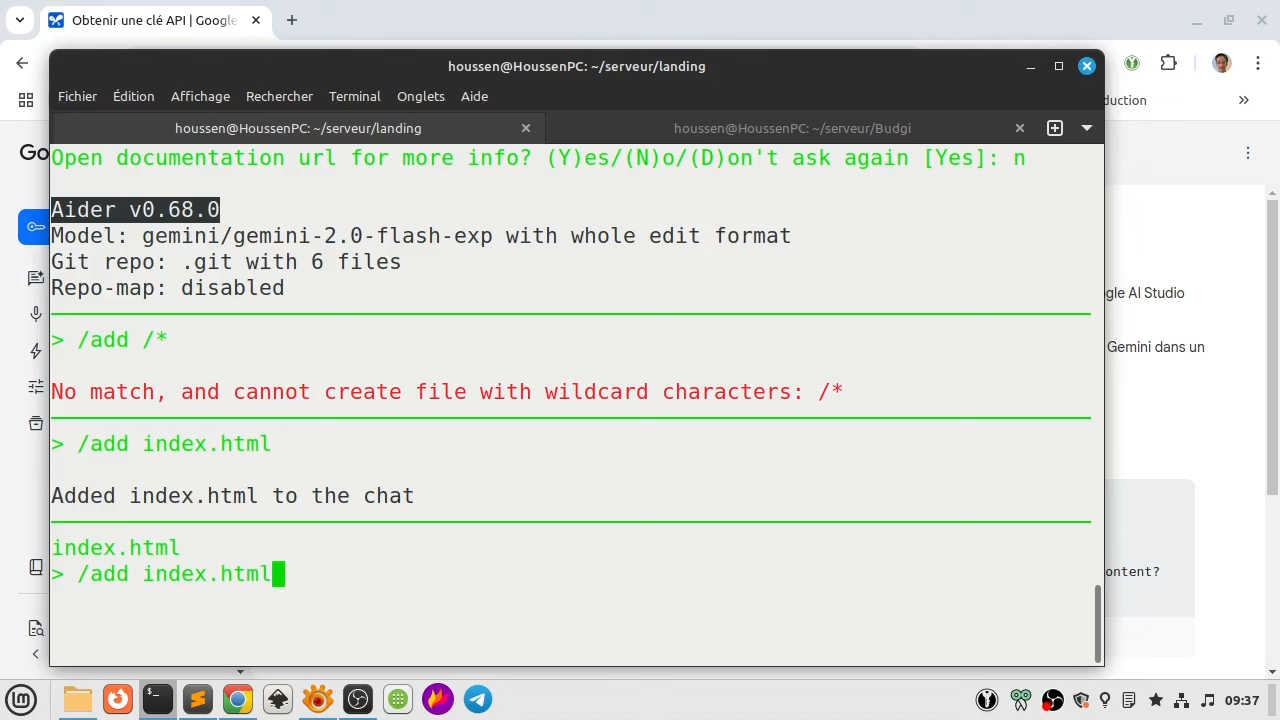 Obtenir une clé API | Google
houssen@HoussenPC: ~/serveur/landing
Fichier Édition Affichage Rechercher Terminal Onglets Aide
duction
houssen@HoussenPC: ~/serveur/landing
houssen@HoussenPC: ~/serveur/Budgi
Go
Open documentation url for more info? (Y)es/(N)o/(D)on't ask again [Yes]: n
Aider v0.68.0
Model: gemini/gemini-2.0-flash-exp with whole edit format
Git repo: .git with 6 files
Repo-map: disabled
gle AI Studio
> /add /*
Gemini dans un
No match, and cannot create file with wildcard characters: /*
> /add index.html
Added index.html to the chat
index.html
> /add index.html
ontent?
09:37